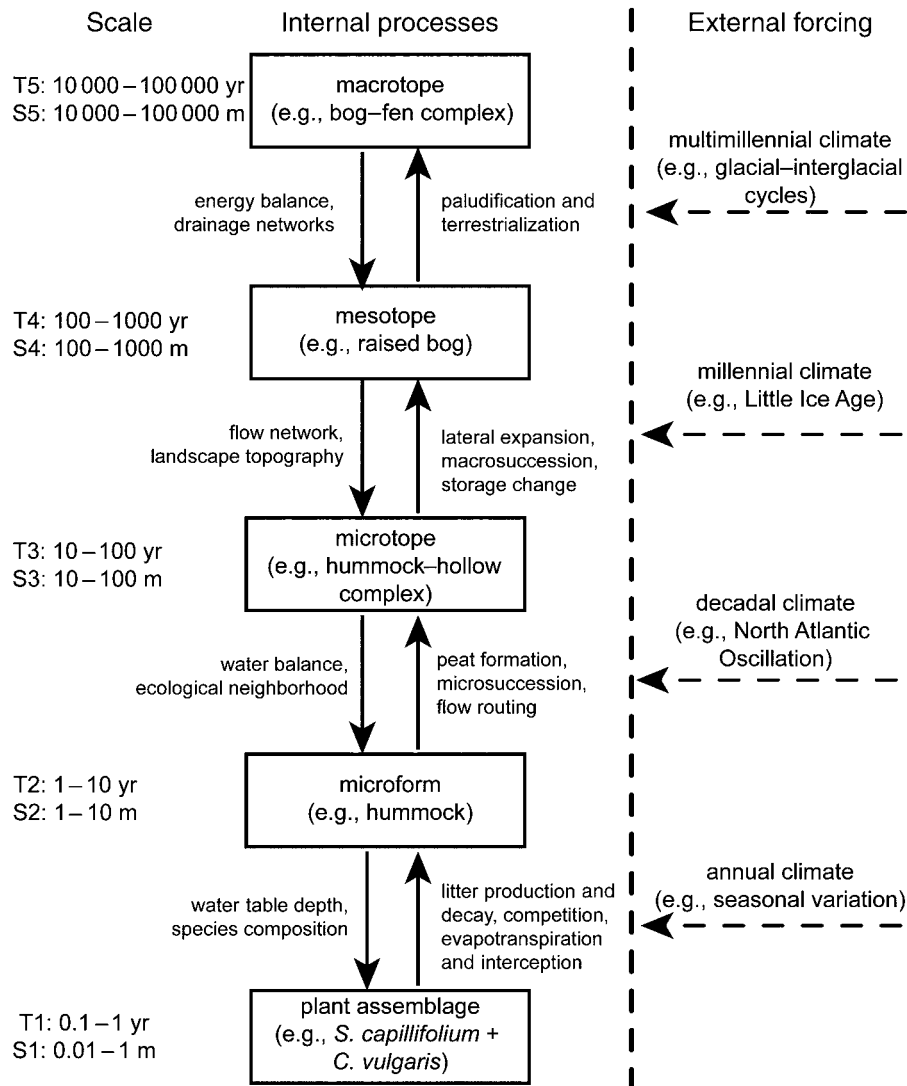 Scale
Internal processes
External forcing
T5: 10 000 – 100 000 yr
S5: 10 000 – 100 000 m
macrotope
(e.g., bog–fen complex)
multimillennial climate
(e.g., glacial–interglacial
cycles)
energy balance,
drainage networks
paludification and
terrestrialization
T4: 100 – 1000 yr
S4: 100 – 1000 m
mesotope
(e.g., raised bog)
millennial climate
(e.g., Little Ice Age)
flow network,
landscape topography
lateral expansion,
macrosuccession,
storage change
T3: 10 – 100 yr
S3: 10 – 100 m
microtope
(e.g., hummock–hollow
complex)
decadal climate
(e.g., North Atlantic
Oscillation)
water balance,
ecological neighborhood
peat formation,
microsuccession,
flow routing
T2: 1 – 10 yr
S2: 1 – 10 m
microform
(e.g., hummock)
annual climate
(e.g., seasonal variation)
water table depth,
species composition
litter production and
decay, competition,
evapotranspiration
and interception
T1: 0.1 – 1 yr
S1: 0.01 – 1 m
plant assemblage
(e.g., S. capillifolium +
C. vulgaris)